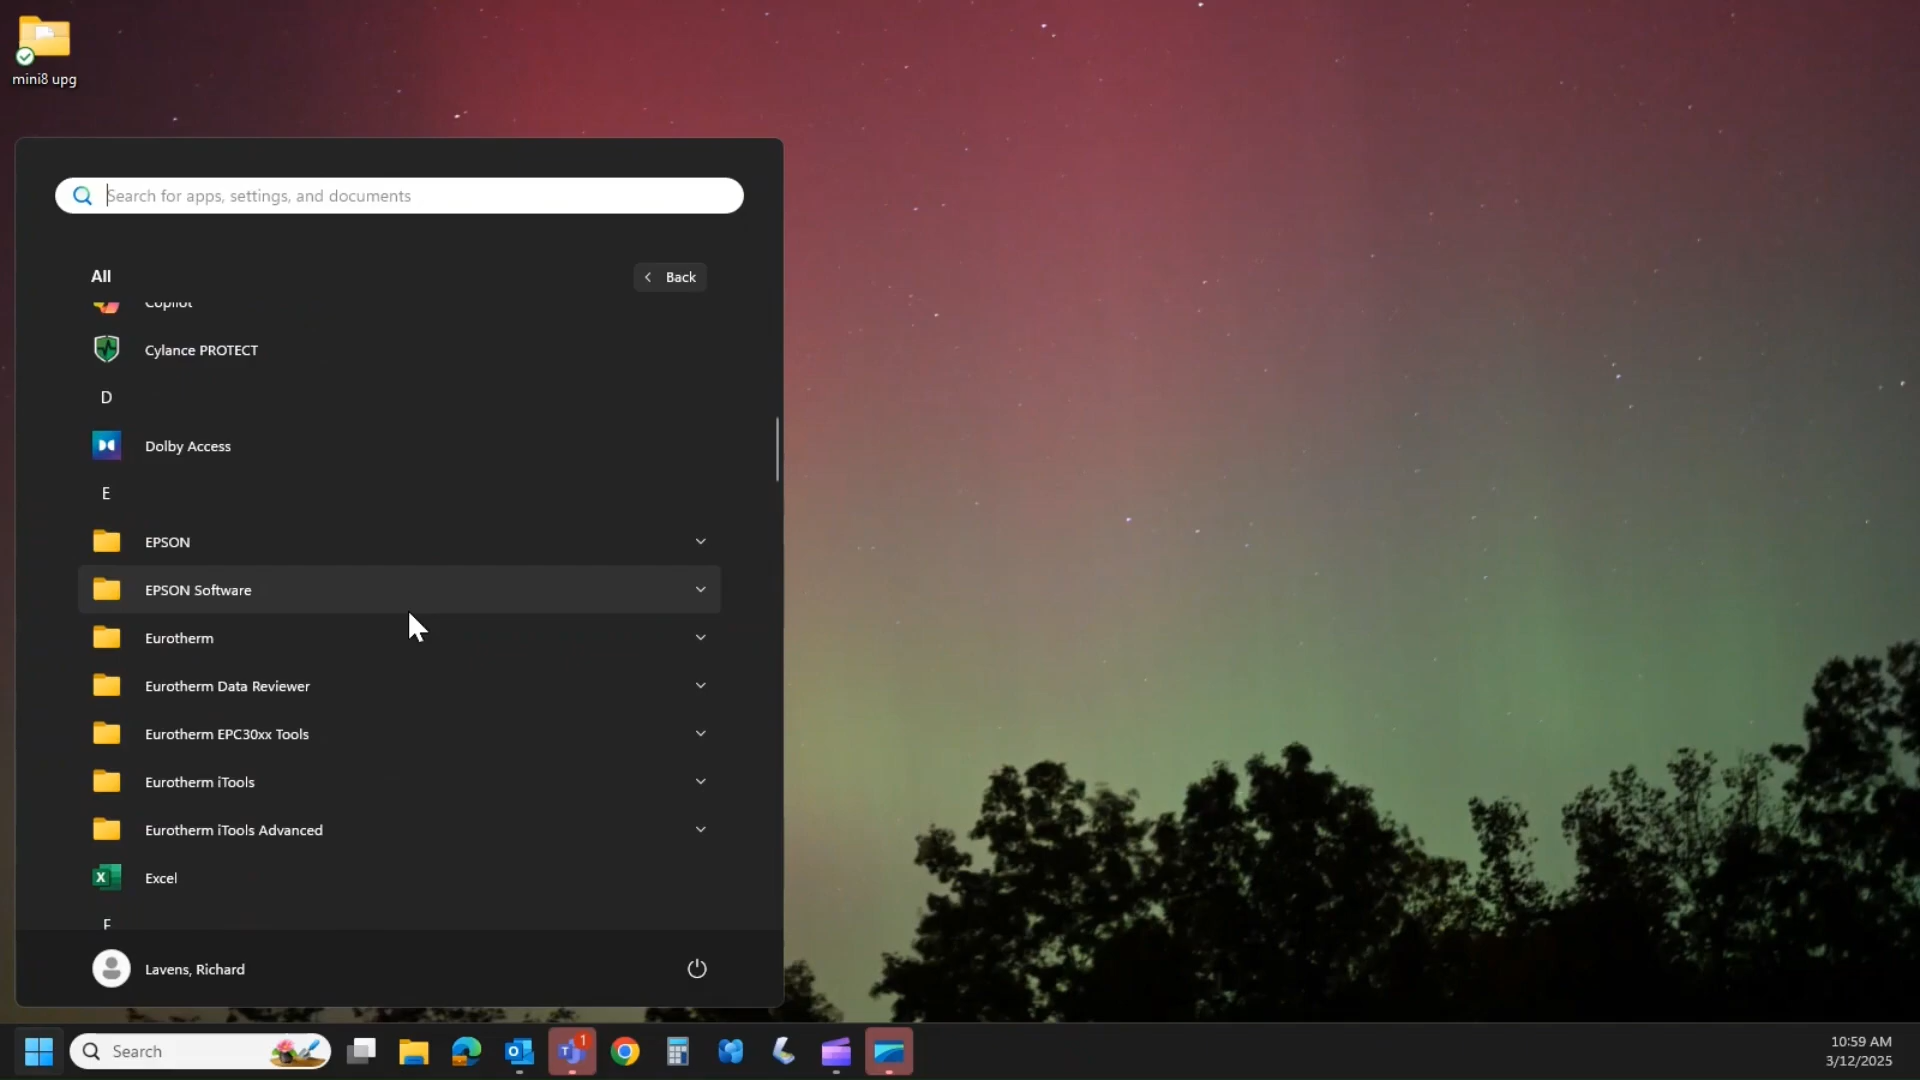 mini8 upg
Search for apps, settings, and documents
All
Back
Copilot
Cylance PROTECT
D
Dolby Access
E
EPSON
EPSON Software
Eurotherm
Eurotherm Data Reviewer
Eurotherm EPC30xx Tools
Eurotherm iTools
Eurotherm iTools Advanced
Excel
F
Lavens, Richard
Search
1
10:59 AM
3/12/2025